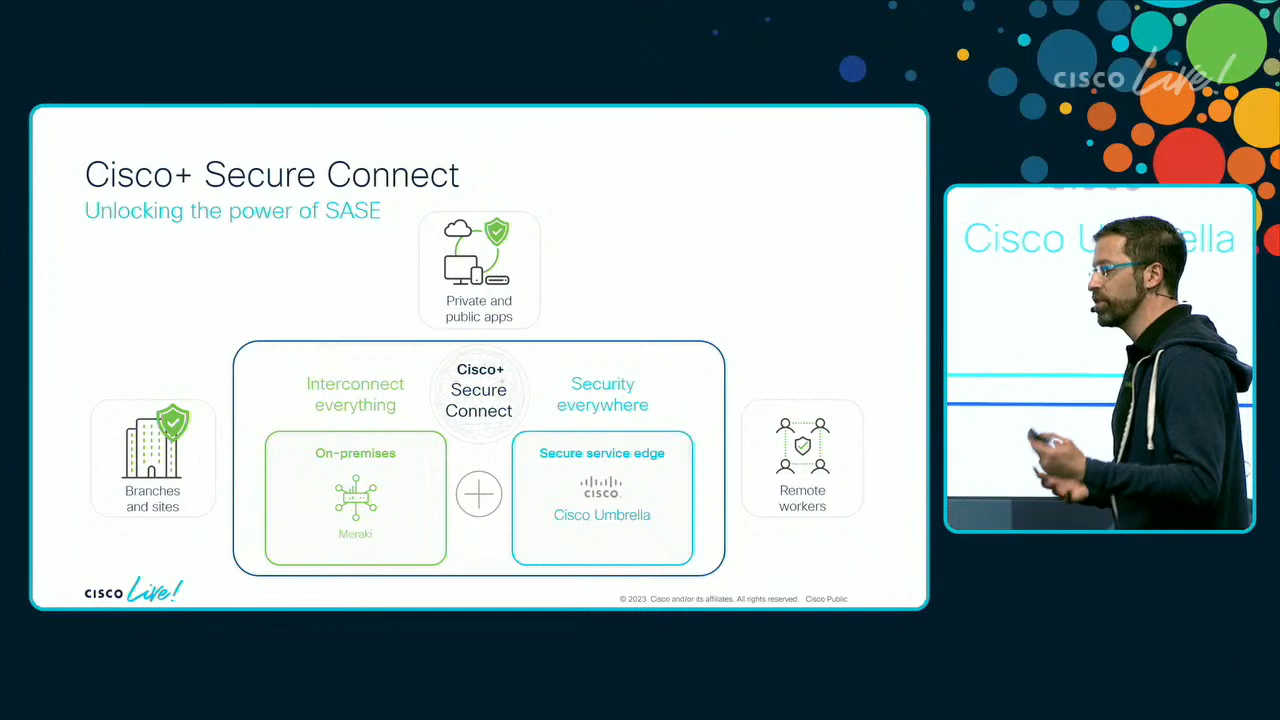 CISCO Live!
Cisco+ Secure Connect
Unlocking the power of SASE
Private and
public apps
Interconnect
everything
Cisco+
Secure
Connect
Security
everywhere
On-premises
Meraki
Secure service edge
CISCO
Cisco Umbrella
Branches
and sites
Remote
workers
CISCO Live!
© 2023 Cisco and/or its affiliates. All rights reserved. Cisco Public
Cisco U ella